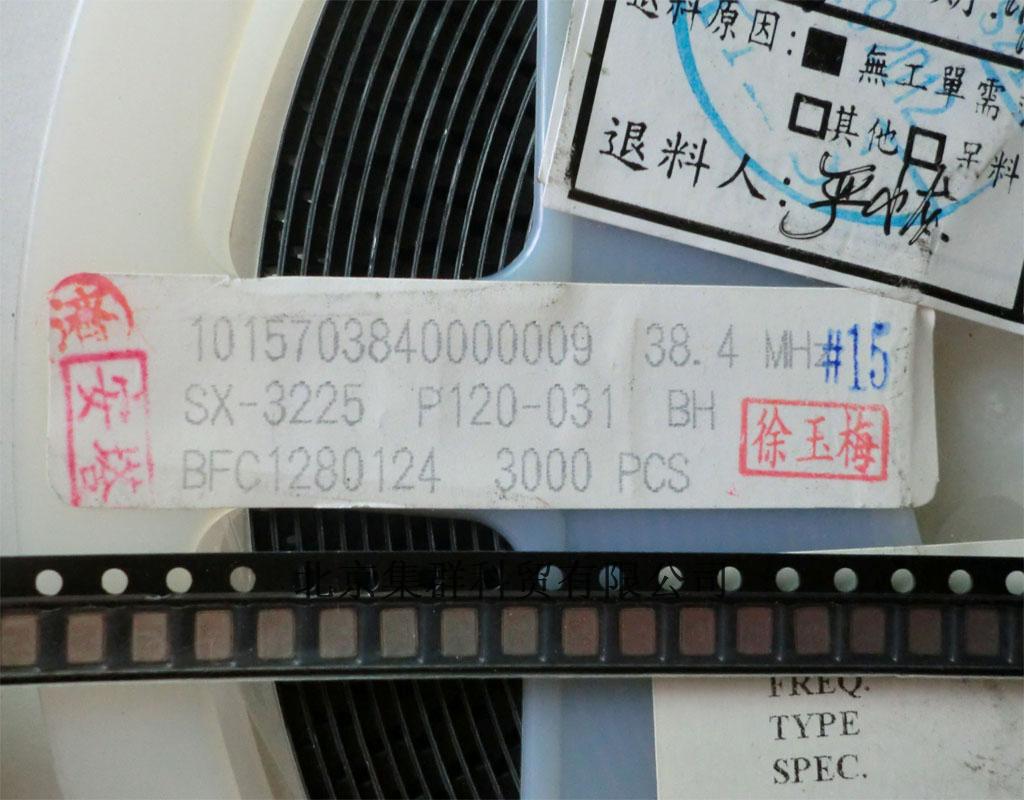 退料原因:
■無工單需
□其他 □呆料
退料人:
1015703840000009 38.4 MHz
#15
SX-3225 P120-031 BH
徐玉梅
BFC1280124 3000 PCS
北京集群科贸有限公司
FREQ.
TYPE
SPEC.